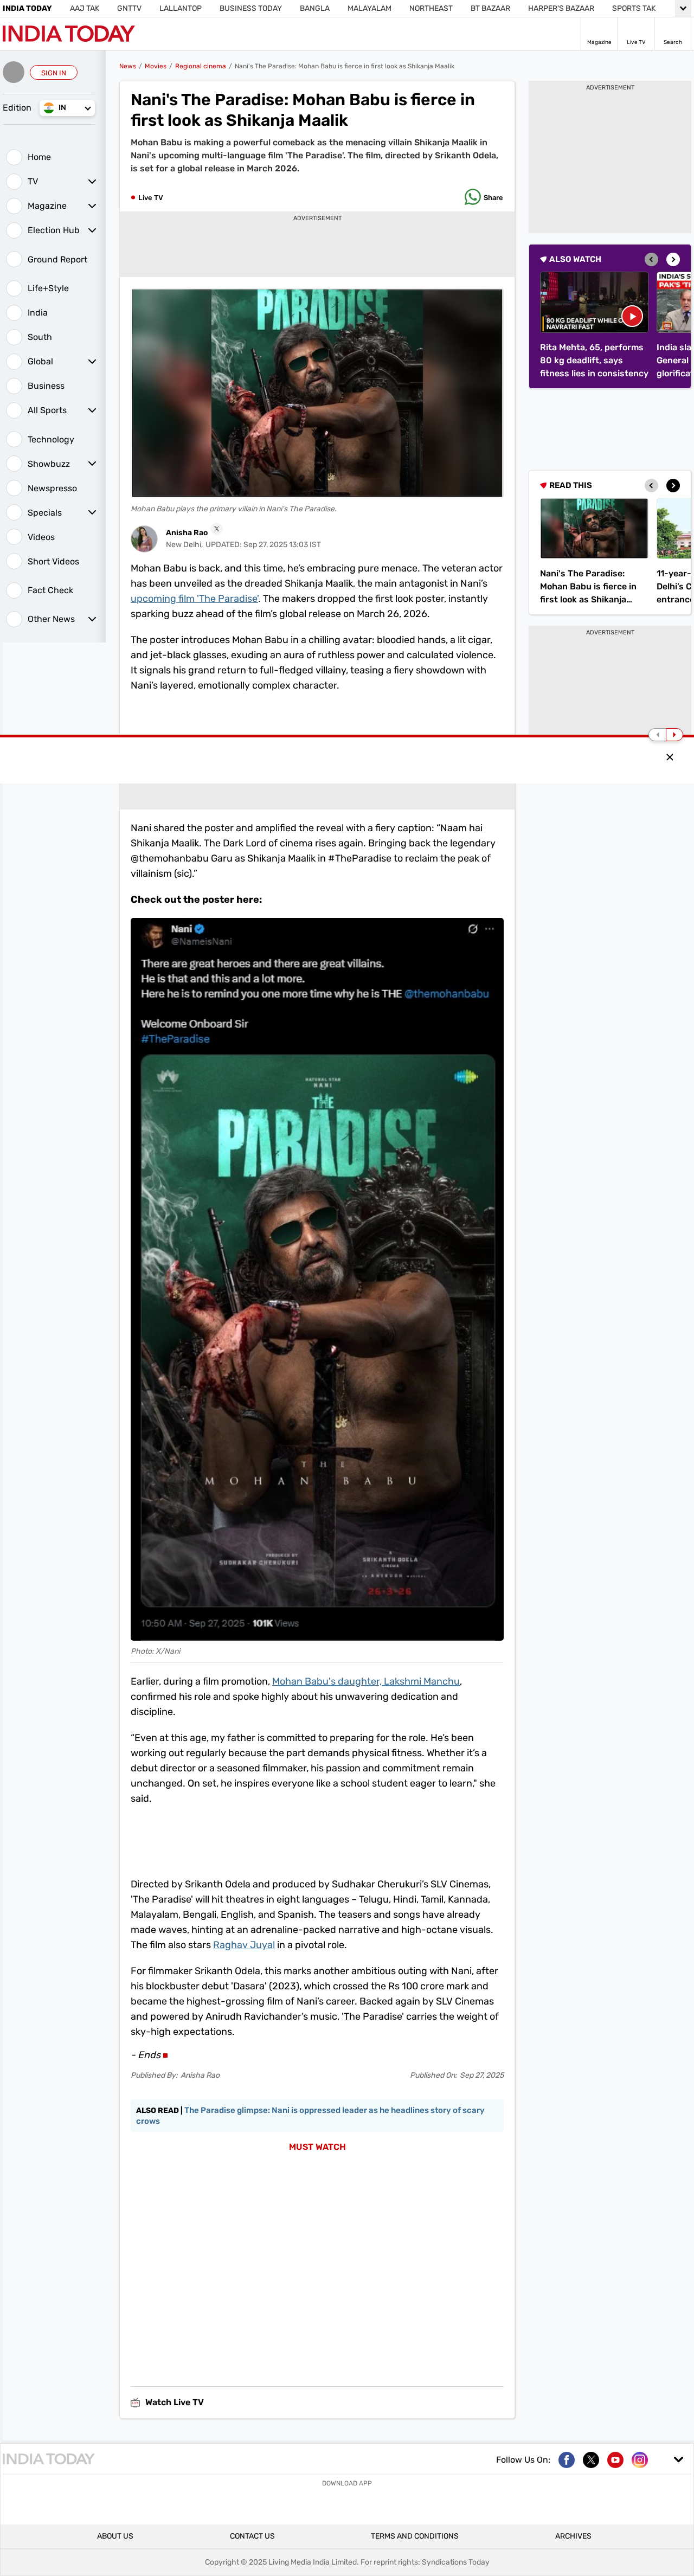 INDIA TODAY AAJ TAK GNTTV LALLANTOP BUSINESS TODAY BANGLA MALAYALAM NORTHEAST BT BAZAAR HARPER'S BAZAAR SPORTS TAK
INDIA TODAY
Magazine Live TV Search
SIGN IN
Edition IN
Home
TV
Magazine
Election Hub
Ground Report
Life+Style
India
South
Global
Business
All Sports
Technology
Showbuzz
Newspresso
Specials
Videos
Short Videos
Fact Check
Other News
News / Movies / Regional cinema / Nani's The Paradise: Mohan Babu is fierce in first look as Shikanja Maalik
Nani's The Paradise: Mohan Babu is fierce in
first look as Shikanja Maalik
Mohan Babu is making a powerful comeback as the menacing villain Shikanja Maalik in
Nani's upcoming multi-language film 'The Paradise'. The film, directed by Srikanth Odela,
is set for a global release in March 2026.
Live TV
Share
ADVERTISEMENT
PARADISE
Mohan Babu plays the primary villain in Nani's The Paradise.
Anisha Rao
New Delhi, UPDATED: Sep 27, 2025 13:03 IST
Mohan Babu is back, and this time, he's embracing pure menace. The veteran actor
has been unveiled as the dreaded Shikanja Maalik, the main antagonist in Nani's
upcoming film 'The Paradise'. The makers dropped the first look poster, instantly
sparking buzz ahead of the film's global release on March 26, 2026.
The poster introduces Mohan Babu in a chilling avatar: bloodied hands, a lit cigar,
and jet-black glasses, exuding an aura of ruthless power and calculated violence.
It signals his grand return to full-fledged villainy, teasing a fiery showdown with
Nani's layered, emotionally complex character.
Nani shared the poster and amplified the reveal with a fiery caption: "Naam hai
Shikanja Maalik. The Dark Lord of cinema rises again. Bringing back the legendary
@themohanbabu Garu as Shikanja Maalik in #TheParadise to reclaim the peak of
villainism (sic)."
Check out the poster here:
Nani
@NameisNani
There are great heroes and there are great villains.
He is that and this and a lot more.
Here he is to remind you one more time why he is THE @themohanbabu
Welcome Onboard Sir
#TheParadise
NATURAL STAR
NANI
THE
PARADISE
THE
MOHAN BABU
PRODUCED BY
SUDHAKAR CHERUKURI
A
SRIKANTH ODELA
CINEMA
26-3-26
10:50 AM · Sep 27, 2025 · 101K Views
Photo: X/Nani
Earlier, during a film promotion, Mohan Babu's daughter, Lakshmi Manchu,
confirmed his role and spoke highly about his unwavering dedication and
discipline.
"Even at this age, my father is committed to preparing for the role. He's been
working out regularly because the part demands physical fitness. Whether it's a
debut director or a seasoned filmmaker, his passion and commitment remain
unchanged. On set, he inspires everyone like a school student eager to learn," she
said.
Directed by Srikanth Odela and produced by Sudhakar Cherukuri's SLV Cinemas,
'The Paradise' will hit theatres in eight languages – Telugu, Hindi, Tamil, Kannada,
Malayalam, Bengali, English, and Spanish. The teasers and songs have already
made waves, hinting at an adrenaline-packed narrative and high-octane visuals.
The film also stars Raghav Juyal in a pivotal role.
For filmmaker Srikanth Odela, this marks another ambitious outing with Nani, after
his blockbuster debut 'Dasara' (2023), which crossed the Rs 100 crore mark and
became the highest-grossing film of Nani's career. Backed again by SLV Cinemas
and powered by Anirudh Ravichander's music, 'The Paradise' carries the weight of
sky-high expectations.
- Ends
Published By: Anisha Rao
Published On: Sep 27, 2025
ALSO READ | The Paradise glimpse: Nani is oppressed leader as he headlines story of scary
crows
MUST WATCH
Watch Live TV
ADVERTISEMENT
ALSO WATCH
80 KG DEADLIFT WHILE
NAVRATRI FAST
Rita Mehta, 65, performs
80 kg deadlift, says
fitness lies in consistency
INDIA'S S
PAK'S 'T
India sla
General
glorifica
READ THIS
Nani's The Paradise:
Mohan Babu is fierce in
first look as Shikanja...
11-year-
Delhi's C
entrance
ADVERTISEMENT
INDIA TODAY
Follow Us On:
DOWNLOAD APP
ABOUT US CONTACT US TERMS AND CONDITIONS ARCHIVES
Copyright © 2025 Living Media India Limited. For reprint rights: Syndications Today